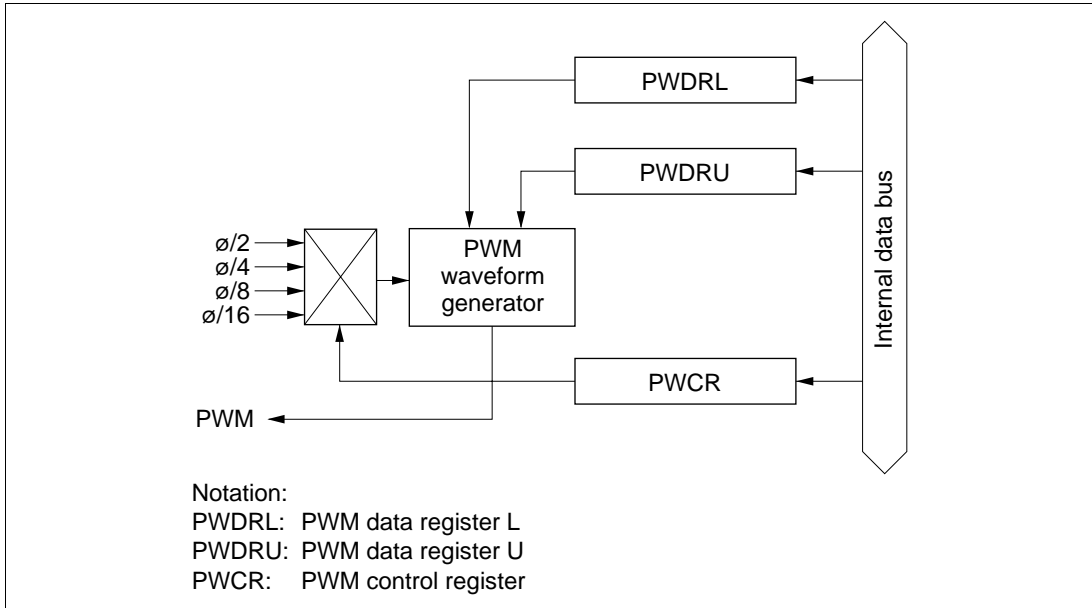 PWDRL
PWDRU
Internal data bus
ø/2
ø/4
ø/8
ø/16
PWM
waveform
generator
PWCR
PWM
Notation:
PWDRL: PWM data register L
PWDRU: PWM data register U
PWCR: PWM control register